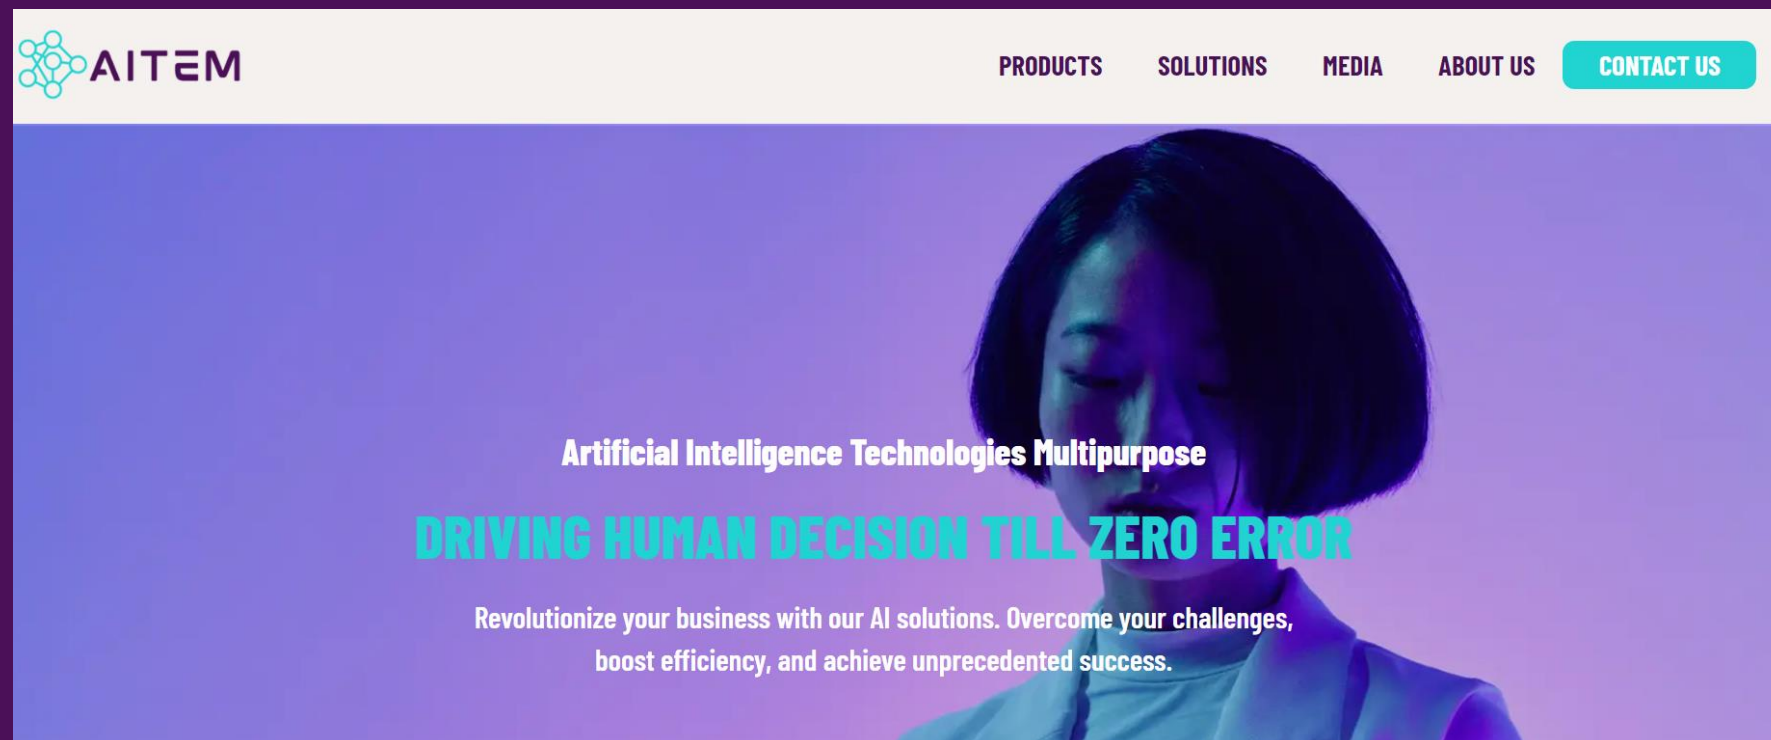 AITEM
PRODUCTS SOLUTIONS MEDIA ABOUT US CONTACT US
Artificial Intelligence Technologies Multipurpose
DRIVING HUMAN DECISION TILL ZERO ERROR
Revolutionize your business with our AI solutions. Overcome your challenges,
boost efficiency, and achieve unprecedented success.